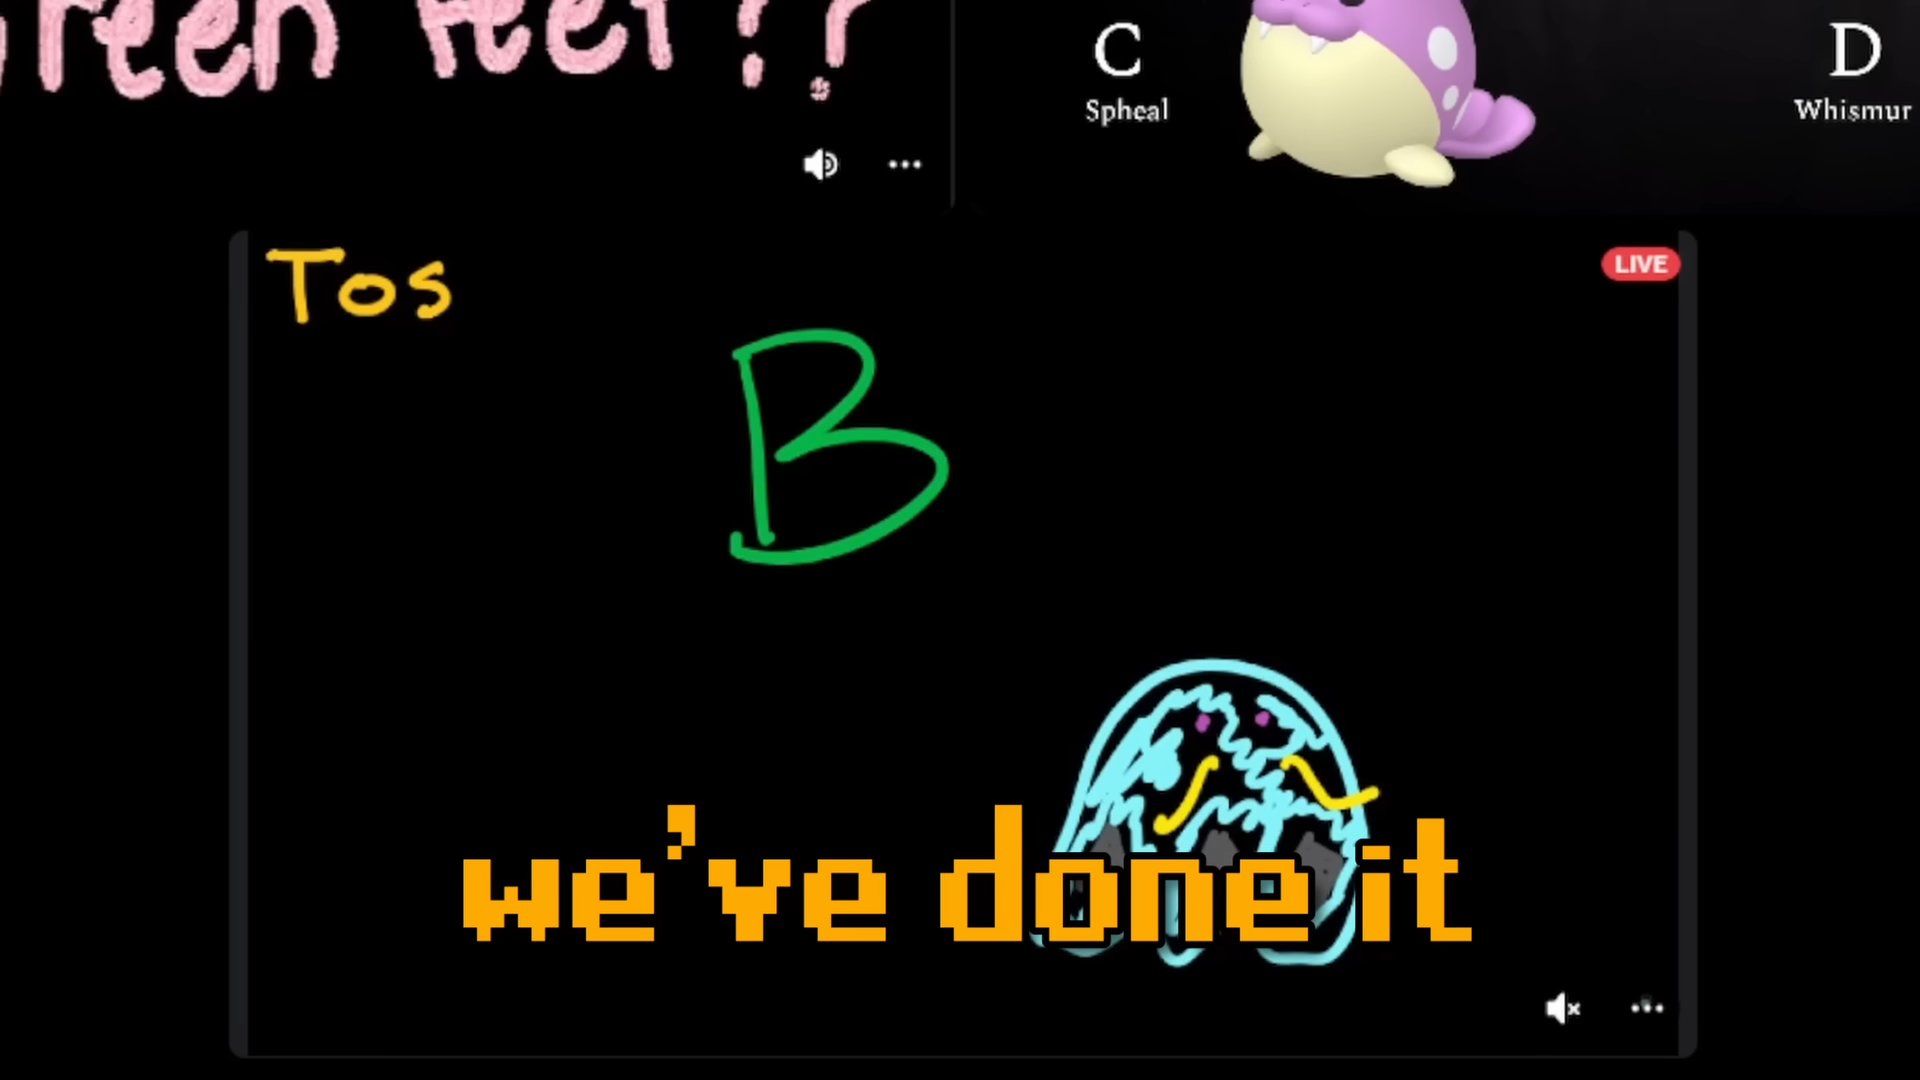 reen feet??
C
Spheal
D
Whismur
Tos
LIVE
B
we've done it